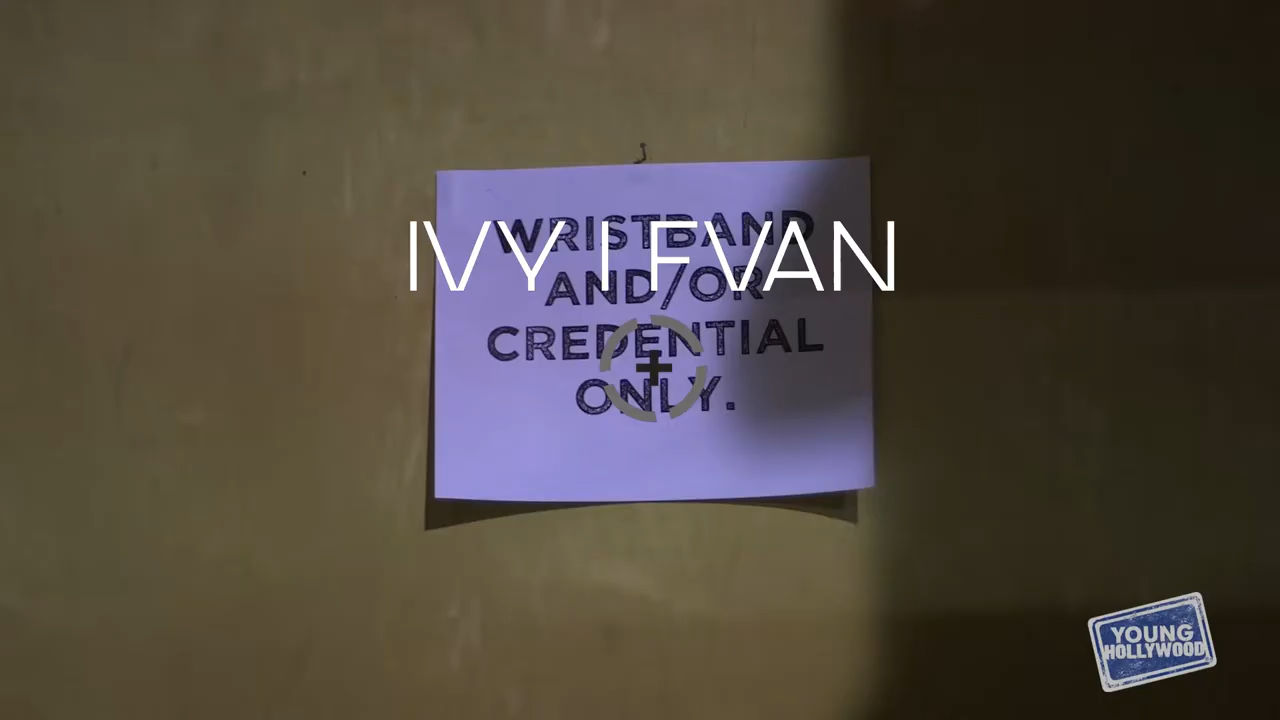 WRISTBAND
IVY LEVAN
AND/OR
CREDENTIAL
ONLY.
YOUNG
HOLLYWOOD